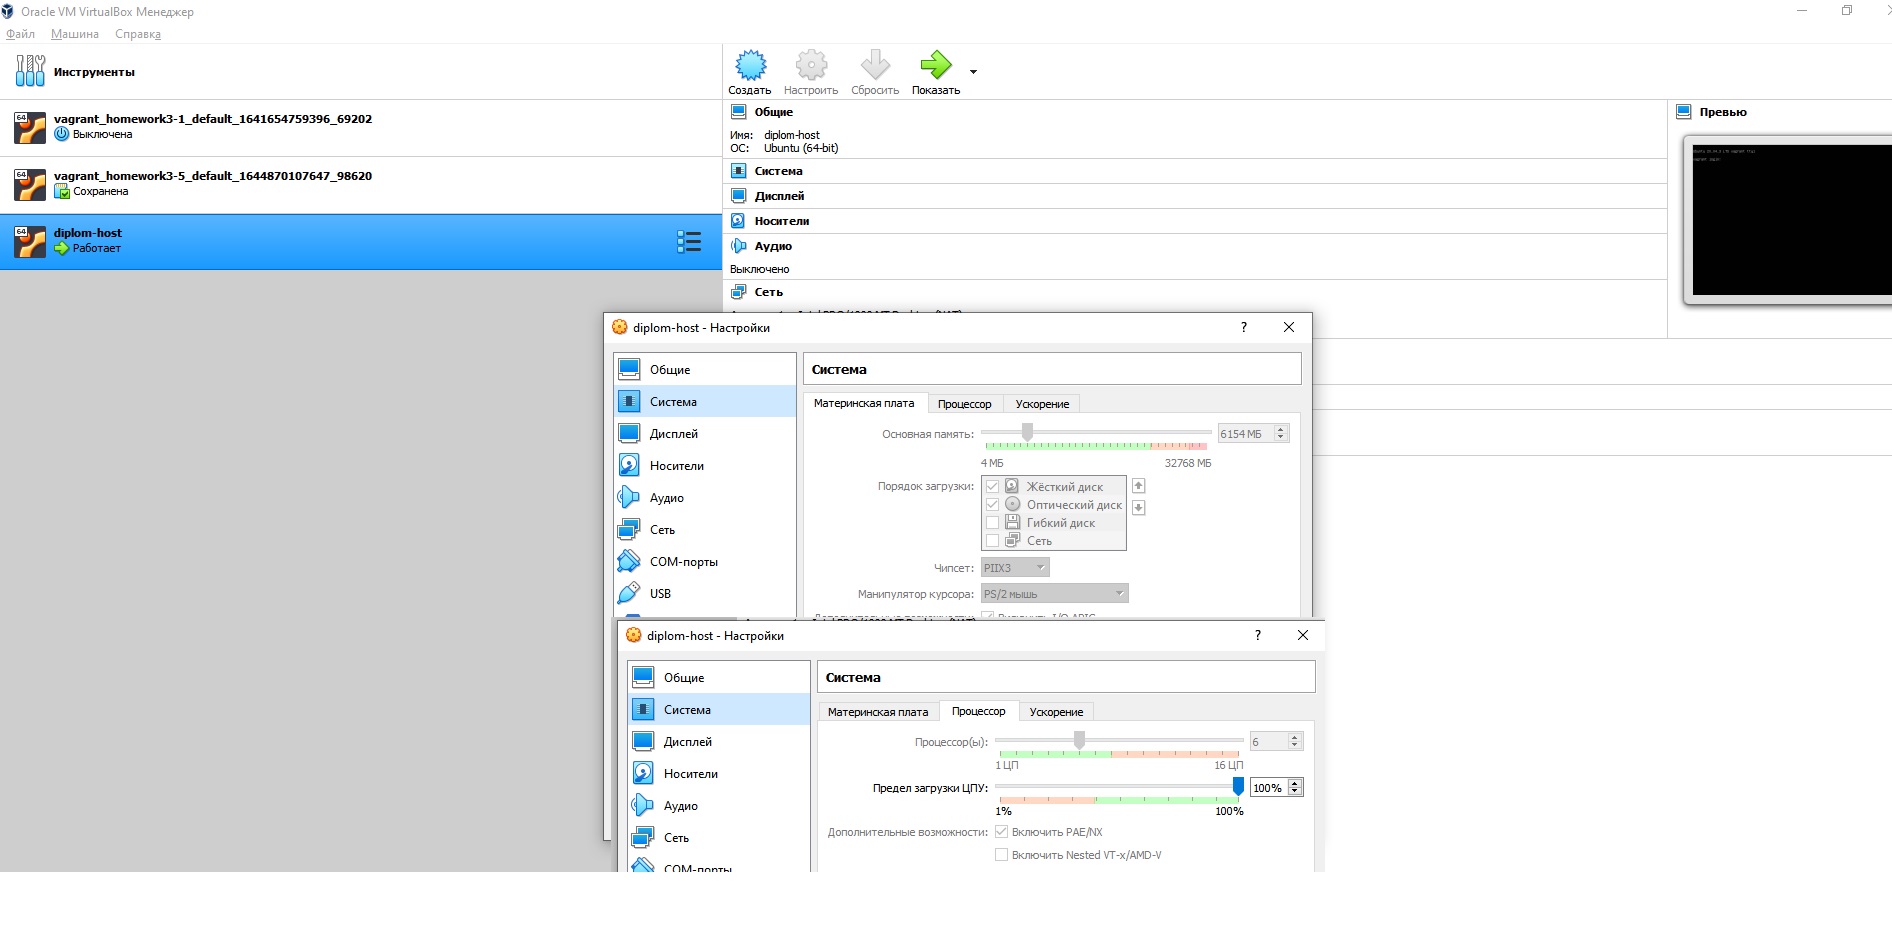 Oracle VM VirtualBox Менеджер
Файл Машина Справка
Инструменты
Создать Настроить Сбросить Показать
64
vagrant_homework3-1_default_1641654759396_69202
Выключена
64
vagrant_homework3-5_default_1644870107647_98620
Сохранена
64
diplom-host
Работает
Общие
Имя: diplom-host
ОС: Ubuntu (64-bit)
Система
Дисплей
Носители
Аудио
Выключено
Сеть
Превью
diplom-host - Настройки ?
Общие
Система
Дисплей
Носители
Аудио
Сеть
COM-порты
USB
Система
Материнская плата Процессор Ускорение
Основная память: 6154 МБ
4 МБ 32768 МБ
Порядок загрузки: Жёсткий диск
Оптический диск
Гибкий диск
Сеть
Чипсет: PIIX3
Манипулятор курсора: PS/2 мышь
diplom-host - Настройки ?
Общие
Система
Дисплей
Носители
Аудио
Сеть
COM-порты
Система
Материнская плата Процессор Ускорение
Процессор(ы): 6
1 ЦП 16 ЦП
Предел загрузки ЦПУ: 100%
1% 100%
Дополнительные возможности: Включить PAE/NX
Включить Nested VT-x/AMD-V